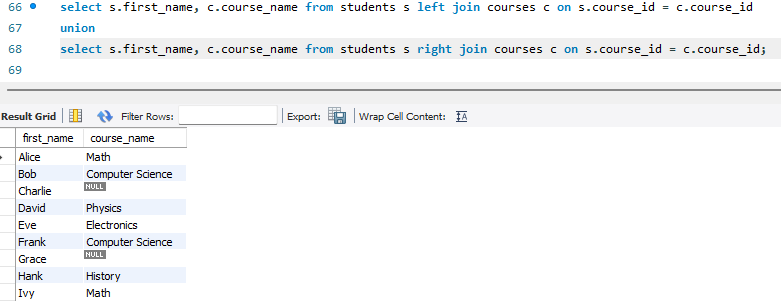 66 select s.first_name, c.course_name from students s left join courses c on s.course_id = c.course_id
67 union
68 select s.first_name, c.course_name from students s right join courses c on s.course_id = c.course_id;
69
Result Grid Filter Rows: Export: Wrap Cell Content: IA
first_name course_name
Alice Math
Bob Computer Science
Charlie NULL
David Physics
Eve Electronics
Frank Computer Science
Grace NULL
Hank History
Ivy Math